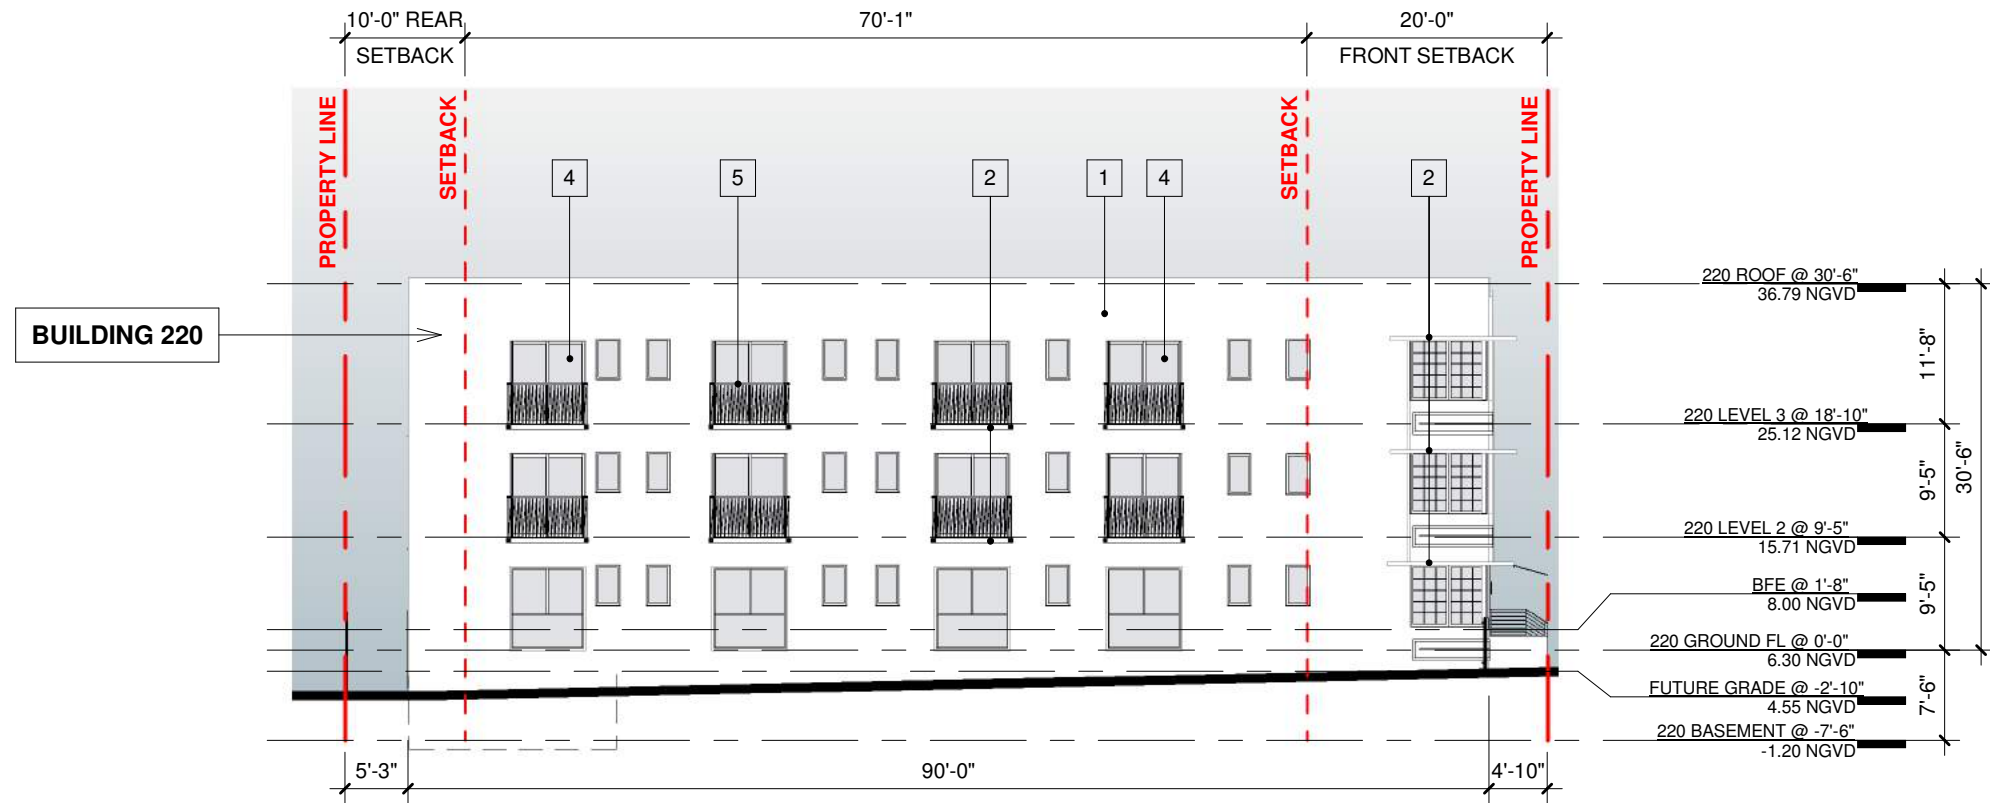 10'-0" REAR
SETBACK
70'-1"
20'-0"
FRONT SETBACK
PROPERTY LINE
SETBACK
SETBACK
PROPERTY LINE
4
5
2
1
4
2
BUILDING 220
220 ROOF @ 30'-6"
36.79 NGVD
220 LEVEL 3 @ 18'-10"
25.12 NGVD
220 LEVEL 2 @ 9'-5"
15.71 NGVD
BFE @ 1'-8"
8.00 NGVD
220 GROUND FL @ 0'-0"
6.30 NGVD
FUTURE GRADE @ -2'-10"
4.55 NGVD
220 BASEMENT @ -7'-6"
-1.20 NGVD
11'-8"
9'-5"
9'-5"
7'-6"
30'-6"
5'-3"
90'-0"
4'-10"